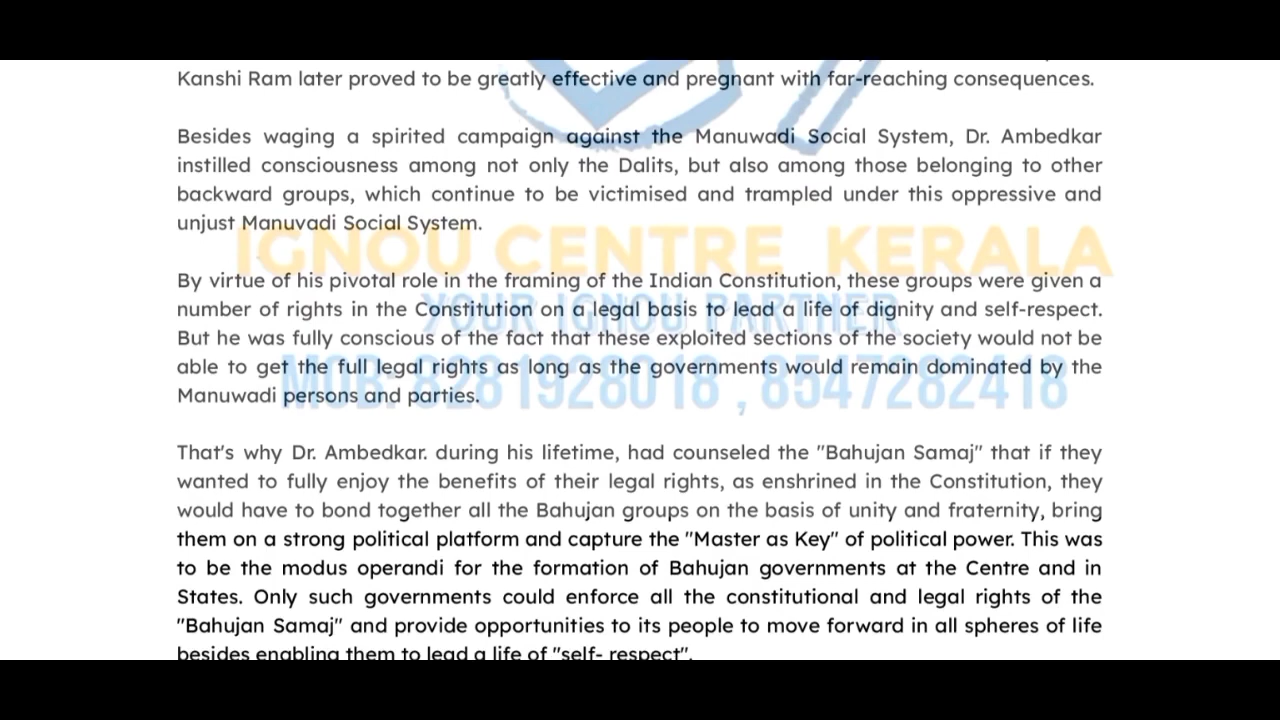 Kanshi Ram later proved to be greatly effective and pregnant with far-reaching consequences.
Besides waging a spirited campaign against the Manuwadi Social System, Dr. Ambedkar
instilled consciousness among not only the Dalits, but also among those belonging to other
backward groups, which continue to be victimised and trampled under this oppressive and
unjust Manuvadi Social System.
IGNOU CENTRE KERALA
By virtue of his pivotal role in the framing of the Indian Constitution, these groups were given a
YOUR IGNOU PARTNER
number of rights in the Constitution on a legal basis to lead a life of dignity and self-respect.
But he was fully conscious of the fact that these exploited sections of the society would not be
able to get the full legal rights as long as the governments would remain dominated by the
MOB: 8281928018 , 8547282418
Manuwadi persons and parties.
That's why Dr. Ambedkar. during his lifetime, had counseled the "Bahujan Samaj" that if they
wanted to fully enjoy the benefits of their legal rights, as enshrined in the Constitution, they
would have to bond together all the Bahujan groups on the basis of unity and fraternity, bring
them on a strong political platform and capture the "Master as Key" of political power. This was
to be the modus operandi for the formation of Bahujan governments at the Centre and in
States. Only such governments could enforce all the constitutional and legal rights of the
"Bahujan Samaj" and provide opportunities to its people to move forward in all spheres of life
besides enabling them to lead a life of "self- respect".